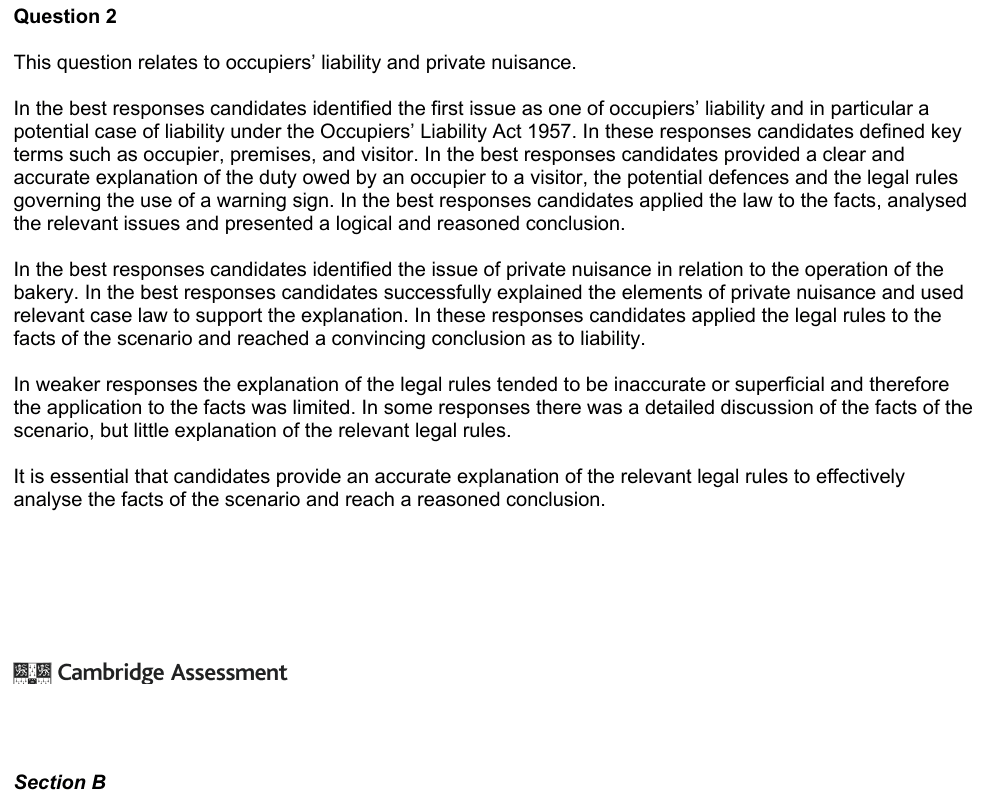 Question 2
This question relates to occupiers’ liability and private nuisance.
In the best responses candidates identified the first issue as one of occupiers’ liability and in particular a
potential case of liability under the Occupiers’ Liability Act 1957. In these responses candidates defined key
terms such as occupier, premises, and visitor. In the best responses candidates provided a clear and
accurate explanation of the duty owed by an occupier to a visitor, the potential defences and the legal rules
governing the use of a warning sign. In the best responses candidates applied the law to the facts, analysed
the relevant issues and presented a logical and reasoned conclusion.
In the best responses candidates identified the issue of private nuisance in relation to the operation of the
bakery. In the best responses candidates successfully explained the elements of private nuisance and used
relevant case law to support the explanation. In these responses candidates applied the legal rules to the
facts of the scenario and reached a convincing conclusion as to liability.
In weaker responses the explanation of the legal rules tended to be inaccurate or superficial and therefore
the application to the facts was limited. In some responses there was a detailed discussion of the facts of the
scenario, but little explanation of the relevant legal rules.
It is essential that candidates provide an accurate explanation of the relevant legal rules to effectively
analyse the facts of the scenario and reach a reasoned conclusion.
Cambridge Assessment
Section B